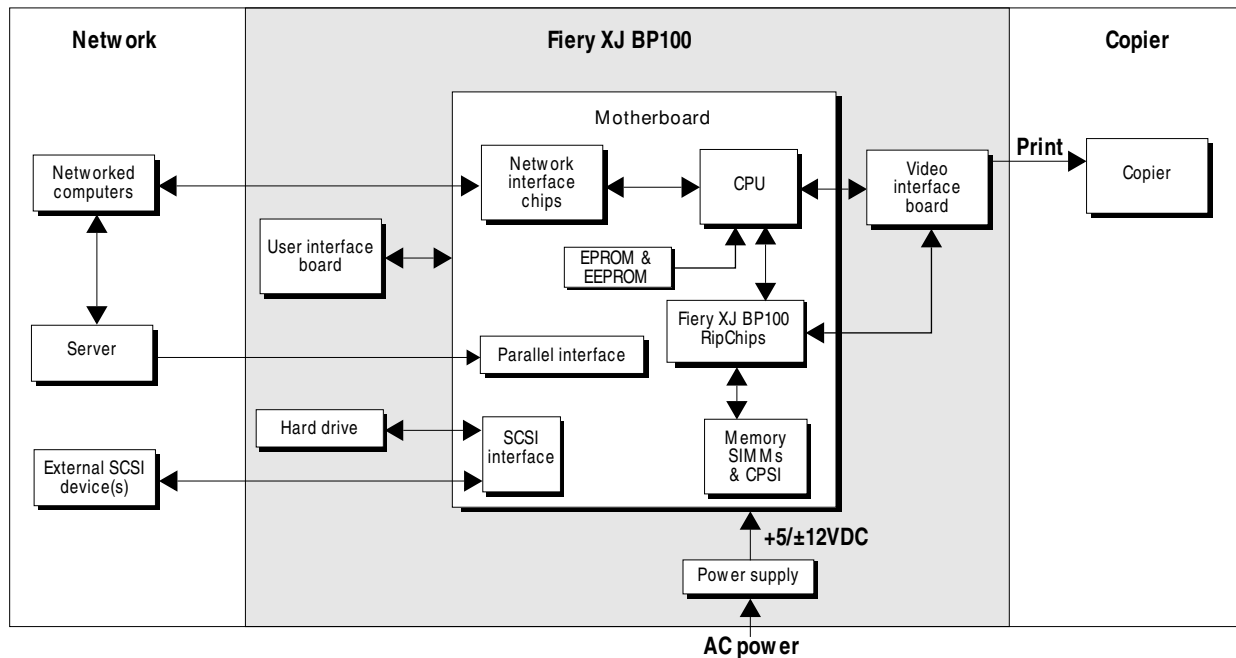 Network
Fiery XJ BP100
Copier
Motherboard
Networked
computers
Network
interface
chips
CPU
Video
interface
board
Print
Copier
User interface
board
EPROM &
EEPROM
Fiery XJ BP100
RipChips
Server
Parallel interface
Hard drive
SCSI
interface
Memory
SIMMs
& CPSI
External SCSI
device(s)
+5/±12VDC
Power supply
AC power